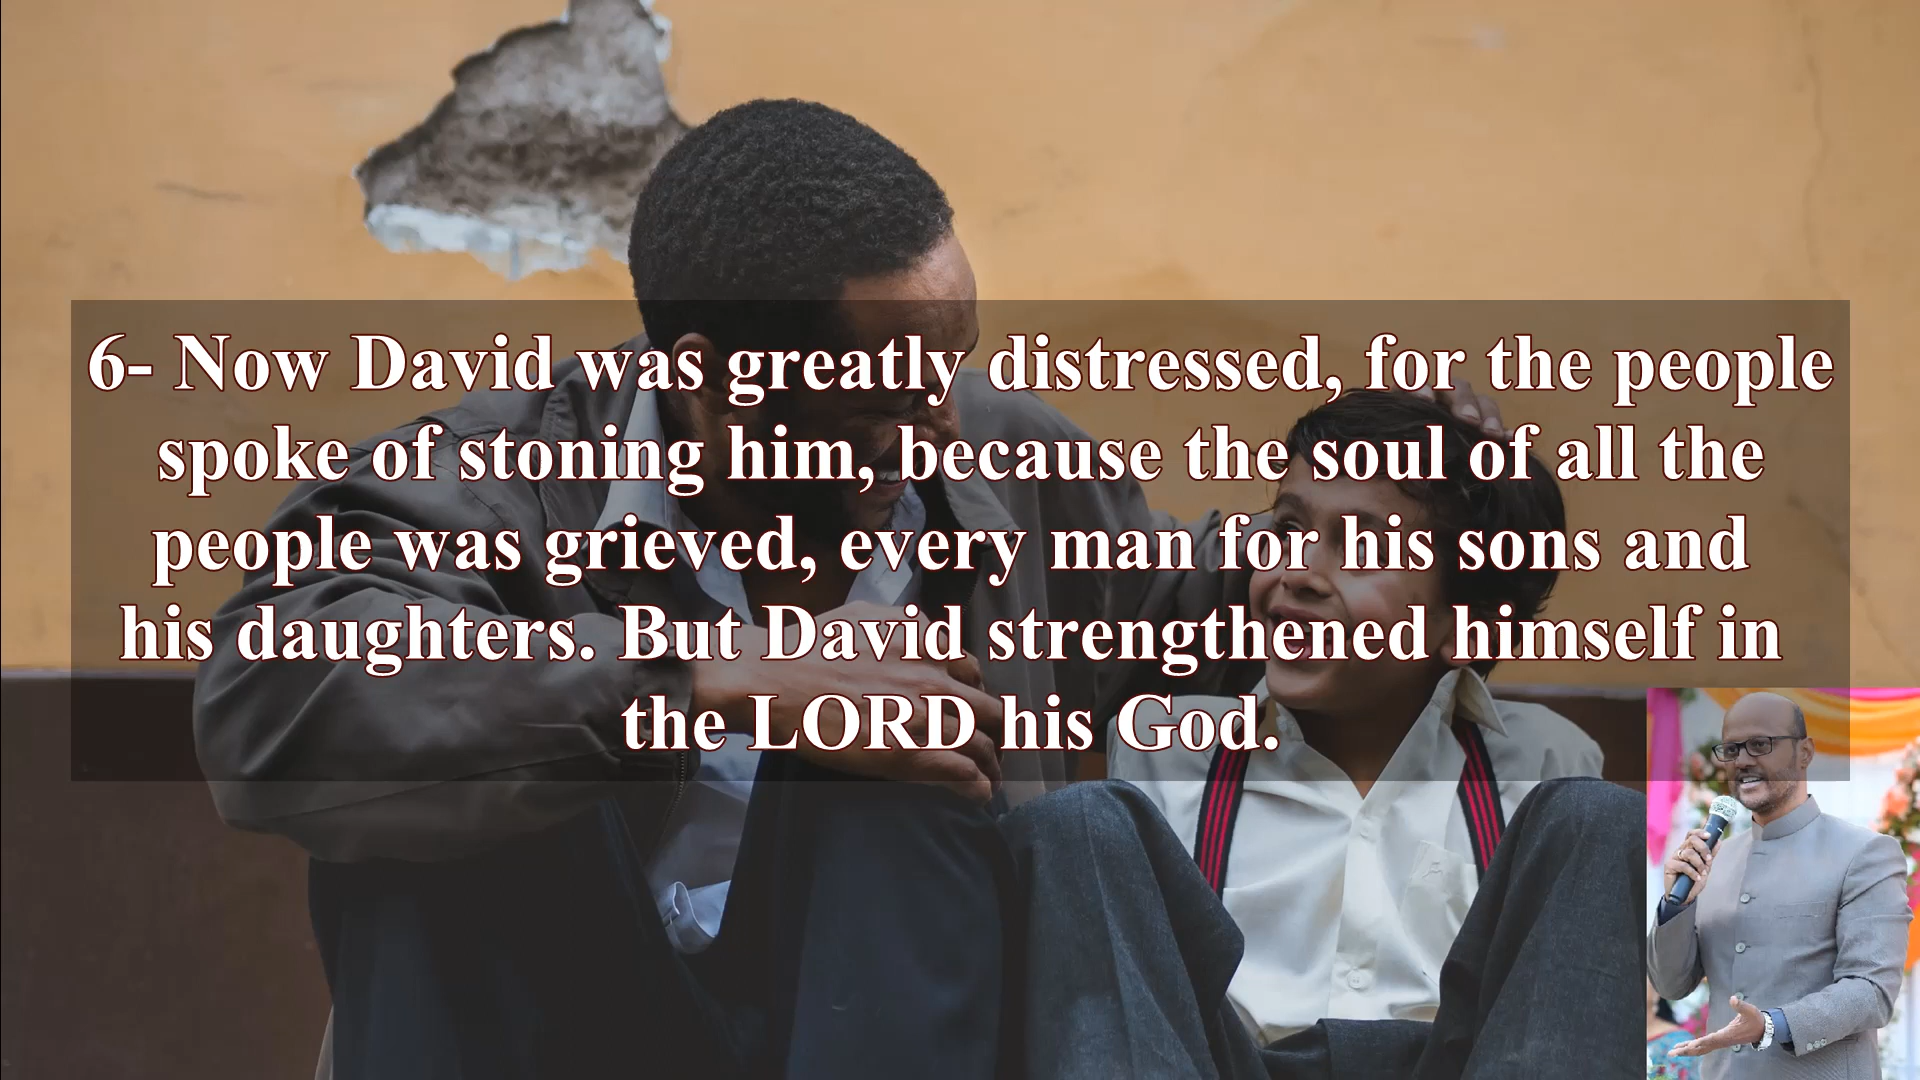 6- Now David was greatly distressed, for the people
spoke of stoning him, because the soul of all the
people was grieved, every man for his sons and
his daughters. But David strengthened himself in
the LORD his God.